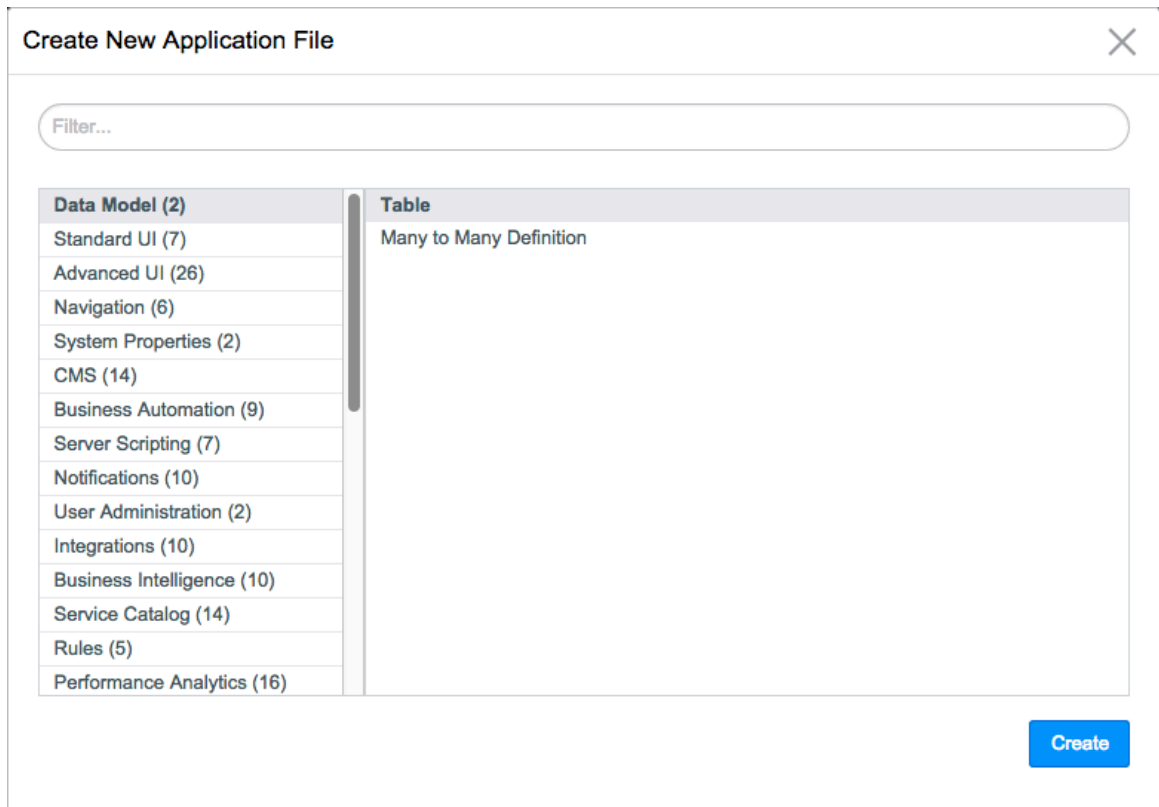 Create New Application File
Filter...
Data Model (2)
Standard UI (7)
Advanced UI (26)
Navigation (6)
System Properties (2)
CMS (14)
Business Automation (9)
Server Scripting (7)
Notifications (10)
User Administration (2)
Integrations (10)
Business Intelligence (10)
Service Catalog (14)
Rules (5)
Performance Analytics (16)
Table
Many to Many Definition
Create